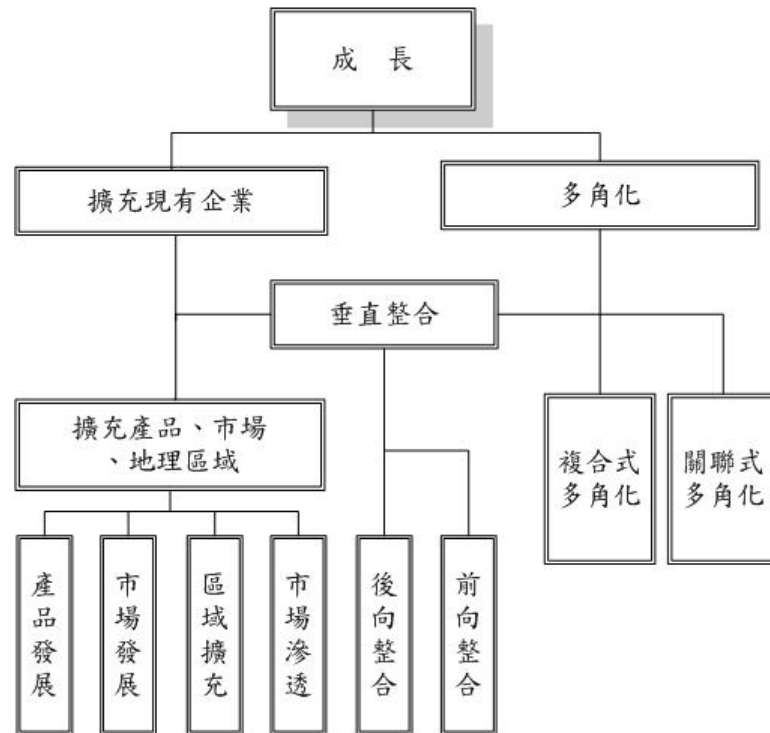 成 長
擴充現有企業
多角化
垂直整合
擴充產品、市場
、地理區域
複合式
多角化
關聯式
多角化
產品發展
市場發展
區域擴充
市場滲透
後向整合
前向整合